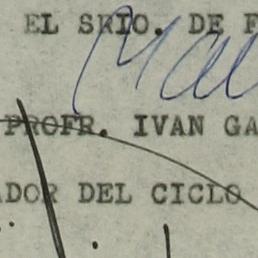 EL SRIO. DE F
PROFR. IVAN GA
ADOR DEL CICLO